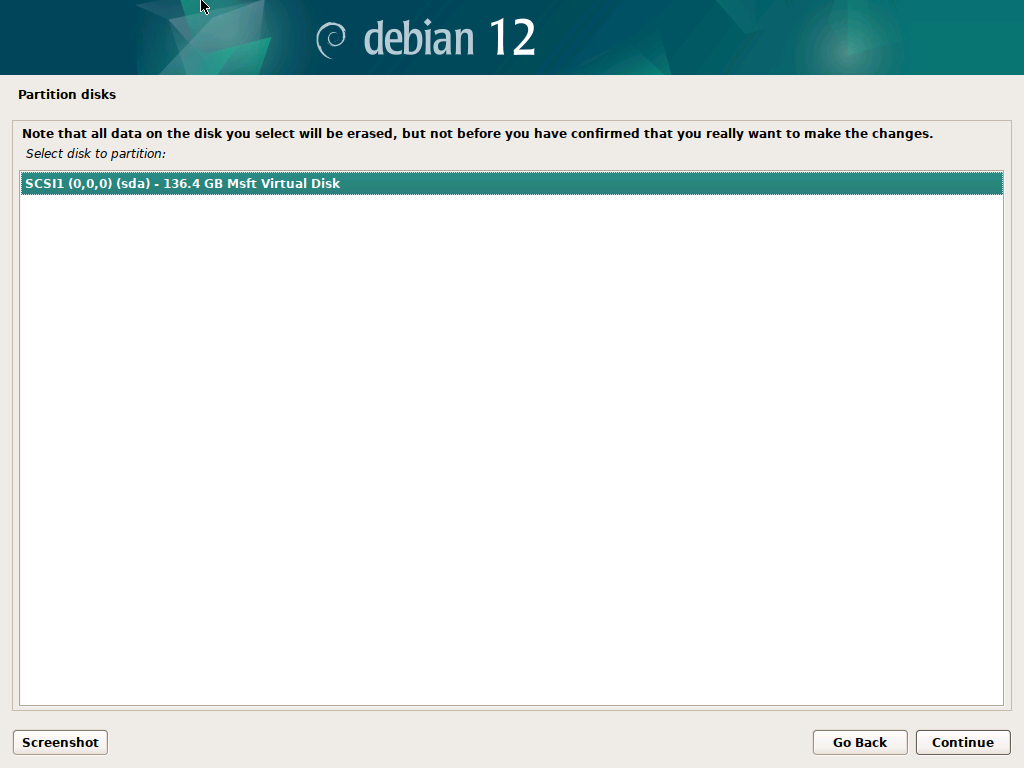 debian 12
Partition disks
Note that all data on the disk you select will be erased, but not before you have confirmed that you really want to make the changes.
Select disk to partition:
SCSI1 (0,0,0) (sda) - 136.4 GB Msft Virtual Disk
Screenshot
Go Back
Continue